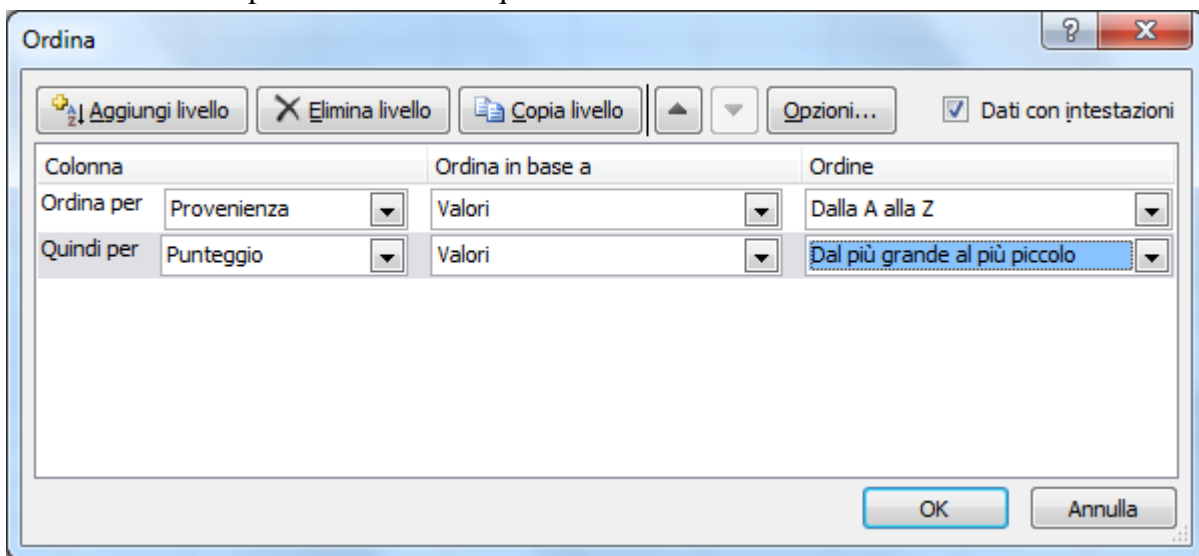 Ordina
Aggiungi livello Elimina livello Copia livello Opzioni... Dati con intestazioni
Colonna Ordina in base a Ordine
Ordina per Provenienza Valori Dalla A alla Z
Quindi per Punteggio Valori Dal più grande al più piccolo
OK Annulla